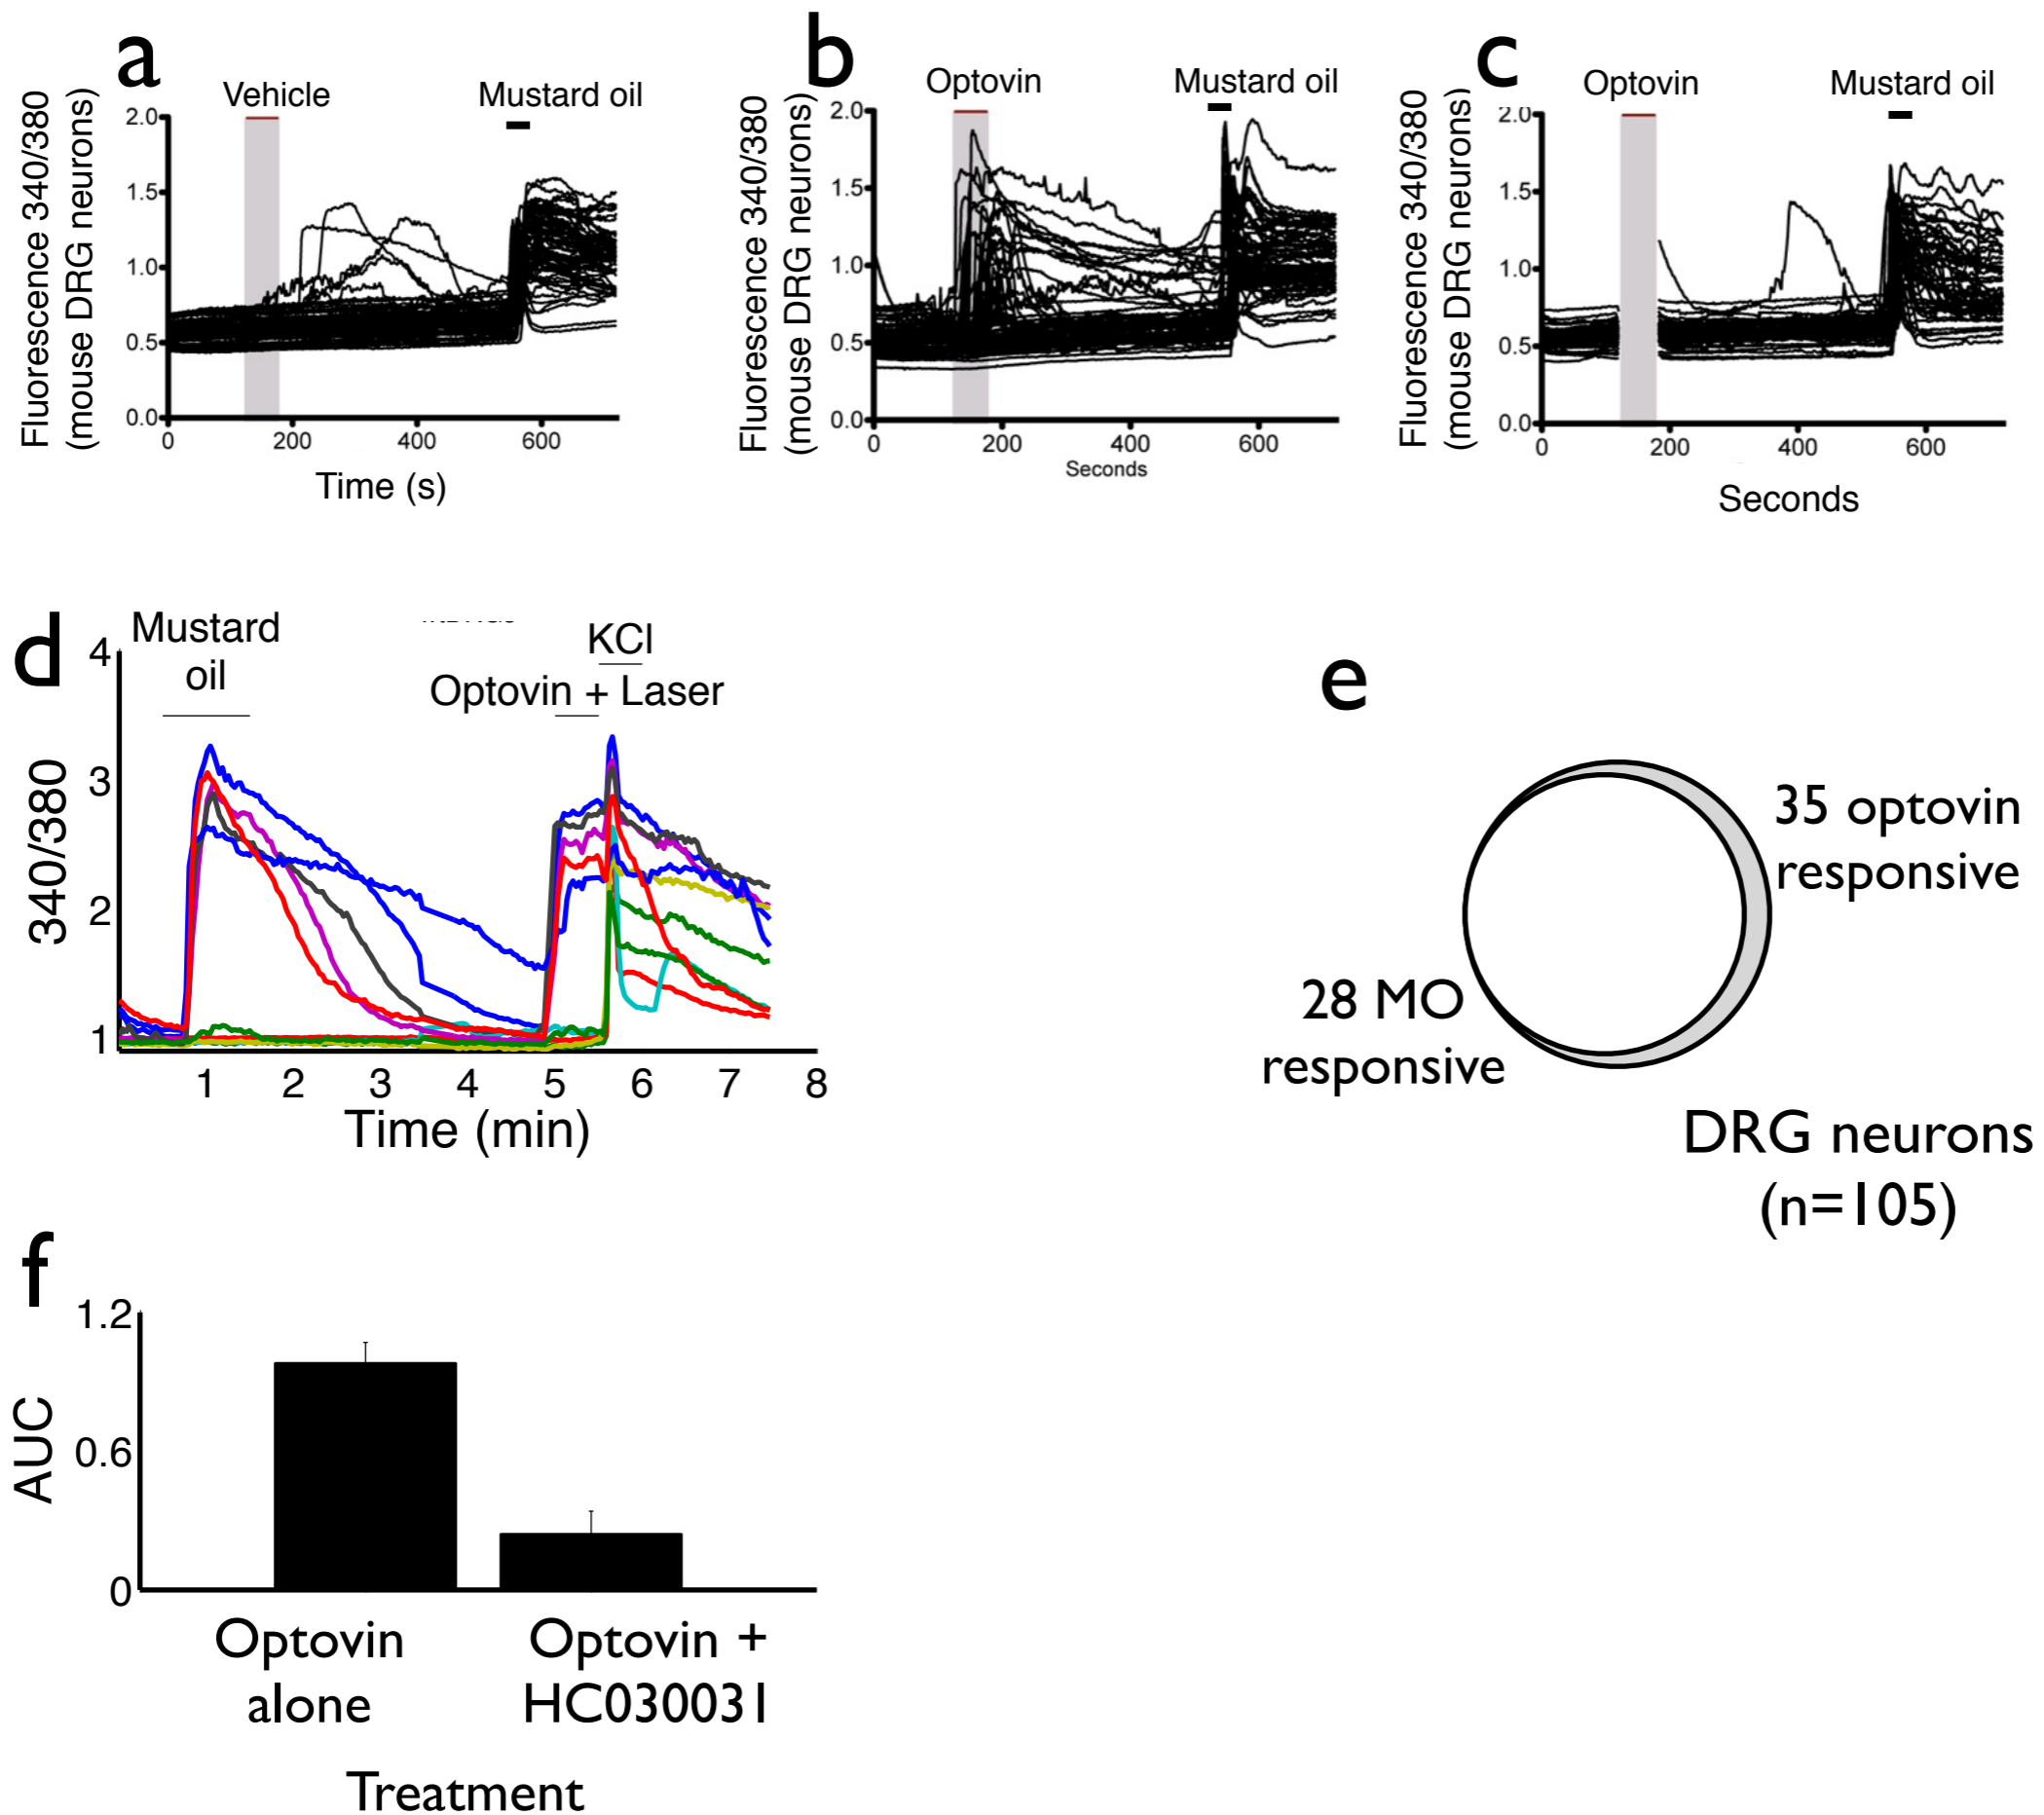 a
Vehicle
Mustard oil
Fluorescence 340/380
(mouse DRG neurons)
2.0
1.5
1.0
0.5
0.0
0
200
400
600
Time (s)
b
Optovin
Mustard oil
Fluorescence 340/380
(mouse DRG neurons)
2.0
1.5
1.0
0.5
0.0
0
200
400
600
Seconds
c
Optovin
Mustard oil
Fluorescence 340/380
(mouse DRG neurons)
2.0
1.5
1.0
0.5
0.0
0
200
400
600
Seconds
d
Mustard
oil
KCl
Optovin + Laser
340/380
4
3
2
1
1
2
3
4
5
6
7
8
Time (min)
e
35 optovin
responsive
28 MO
responsive
DRG neurons
(n=105)
f
AUC
1.2
0.6
0
Optovin
alone
Optovin +
HC030031
Treatment